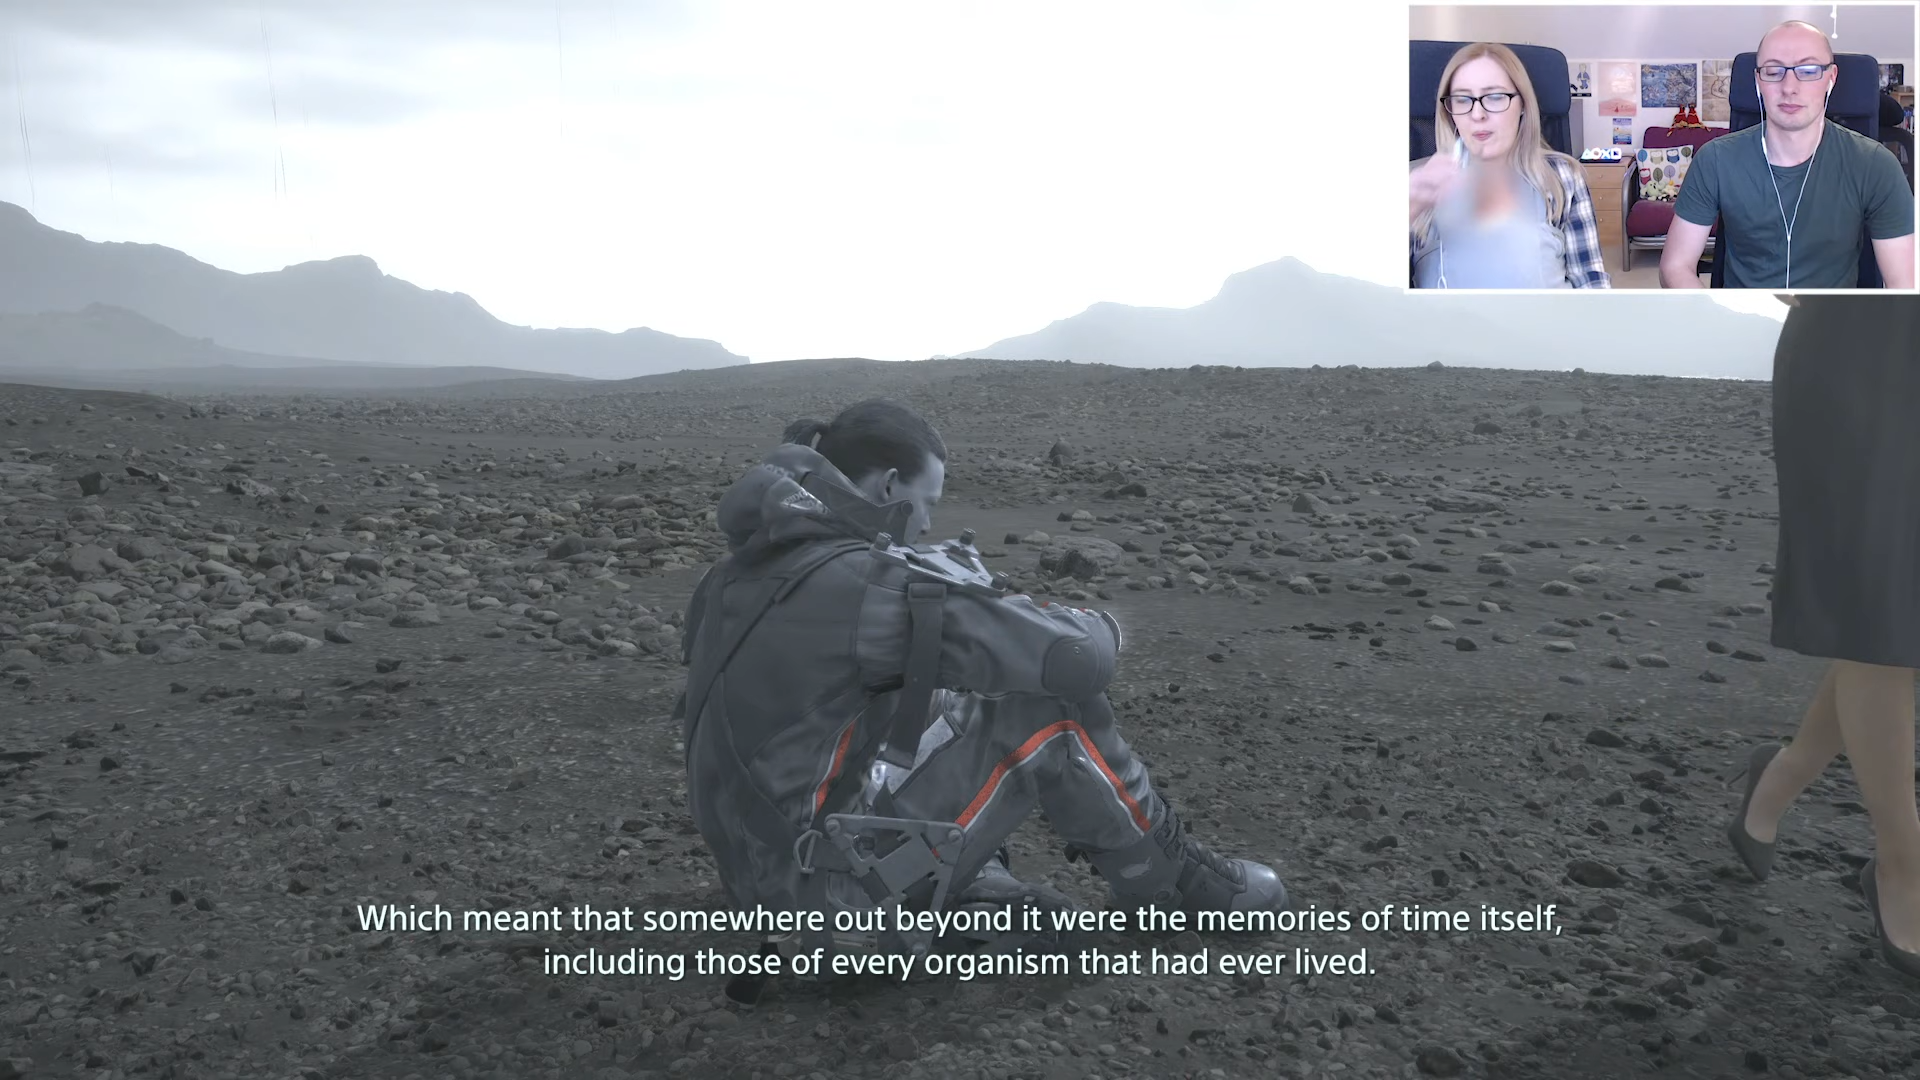 Which meant that somewhere out beyond it were the memories of time itself,
including those of every organism that had ever lived.